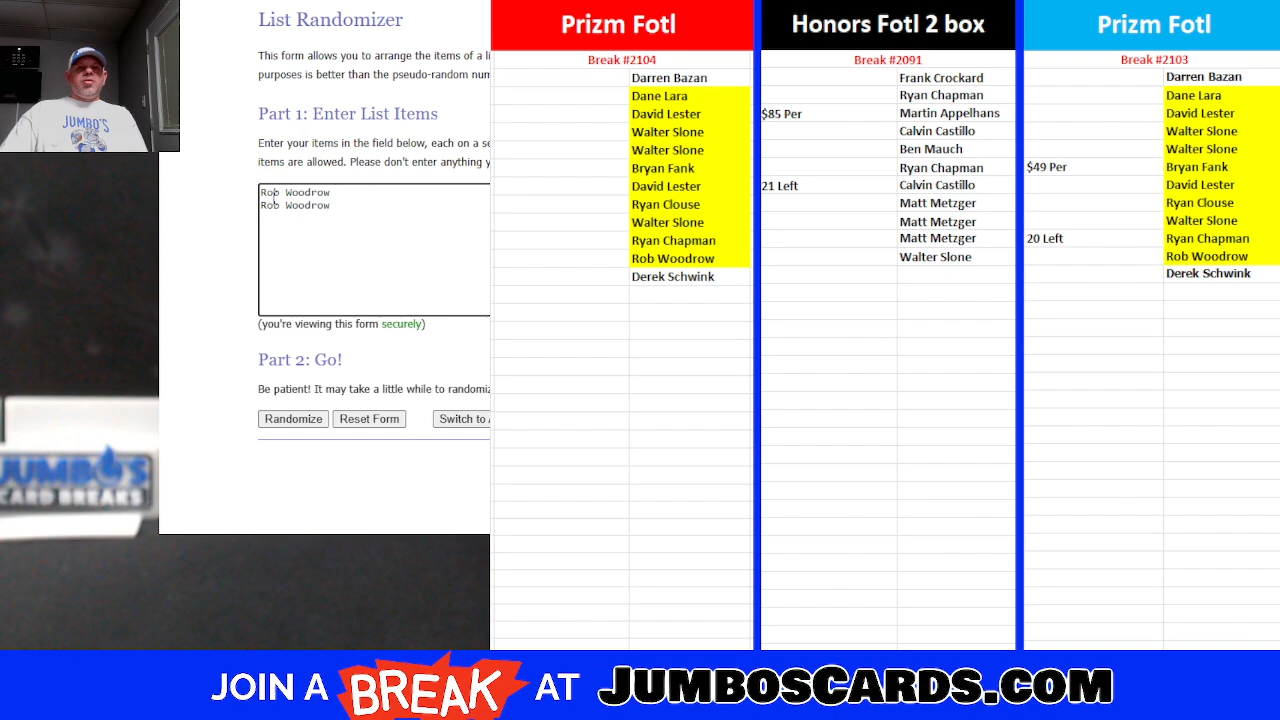 List Randomizer
This form allows you to arrange the items of a li
purposes is better than the pseudo-random num
Part 1: Enter List Items
Enter your items in the field below, each on a se
items are allowed. Please don't enter anything y
Rob Woodrow
Rob Woodrow
(you're viewing this form securely)
Part 2: Go!
Be patient! It may take a little while to randomiz
Randomize
Reset Form
Switch to A
JUMBO'S
JUMBO'S
CARD BREAKS
Prizm Fotl
Break #2104
Darren Bazan
Dane Lara
David Lester
Walter Slone
Walter Slone
Bryan Fank
David Lester
Ryan Clouse
Walter Slone
Ryan Chapman
Rob Woodrow
Derek Schwink
Honors Fotl 2 box
Break #2091
Frank Crockard
Ryan Chapman
$85 Per Martin Appelhans
Calvin Castillo
Ben Mauch
Ryan Chapman
21 Left Calvin Castillo
Matt Metzger
Matt Metzger
Matt Metzger
Walter Slone
Prizm Fotl
Break #2103
Darren Bazan
Dane Lara
David Lester
Walter Slone
Walter Slone
$49 Per Bryan Fank
David Lester
Ryan Clouse
Walter Slone
20 Left Ryan Chapman
Rob Woodrow
Derek Schwink
JOIN A BREAK AT JUMBOSCARDS.COM